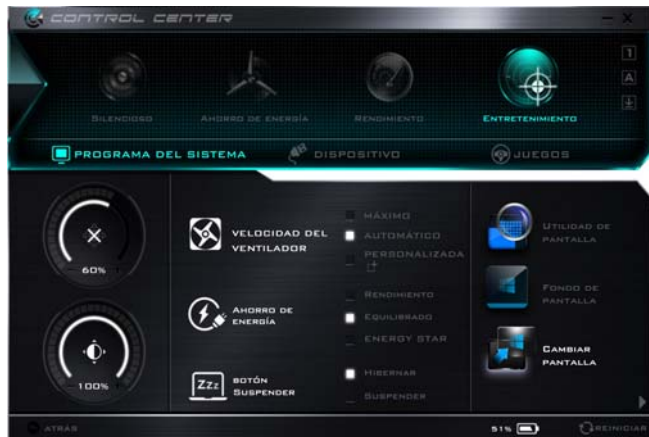 CONTROL CENTER
1
A
SILENCIOSO
AHORRO DE ENERGÍA
RENDIMIENTO
ENTRETENIMIENTO
PROGRAMA DEL SISTEMA
DISPOSITIVO
JUEGOS
60%
100%
VELOCIDAD DEL
VENTILADOR
MÁXIMO
AUTOMÁTICO
PERSONALIZADA
AHORRO DE
ENERGÍA
RENDIMIENTO
EQUILIBRADO
ENERGY STAR
Zzz
BOTÓN
SUSPENDER
HIBERNAR
SUSPENDER
UTILIDAD DE
PANTALLA
FONDO DE
PANTALLA
CAMBIAR
PANTALLA
ATRÁS
51%
REINICIAR